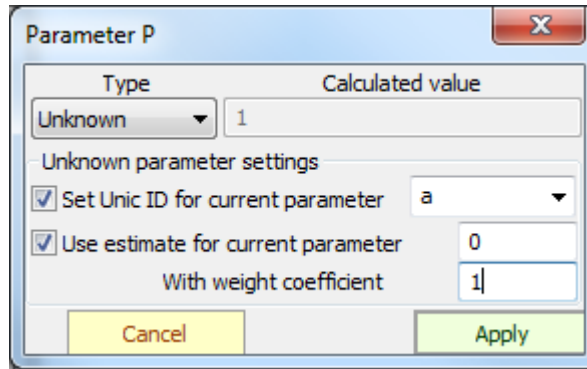 Parameter P
X
Type Calculated value
Unknown 1
Unknown parameter settings
Set Unic ID for current parameter a
Use estimate for current parameter 0
With weight coefficient 1
Cancel Apply